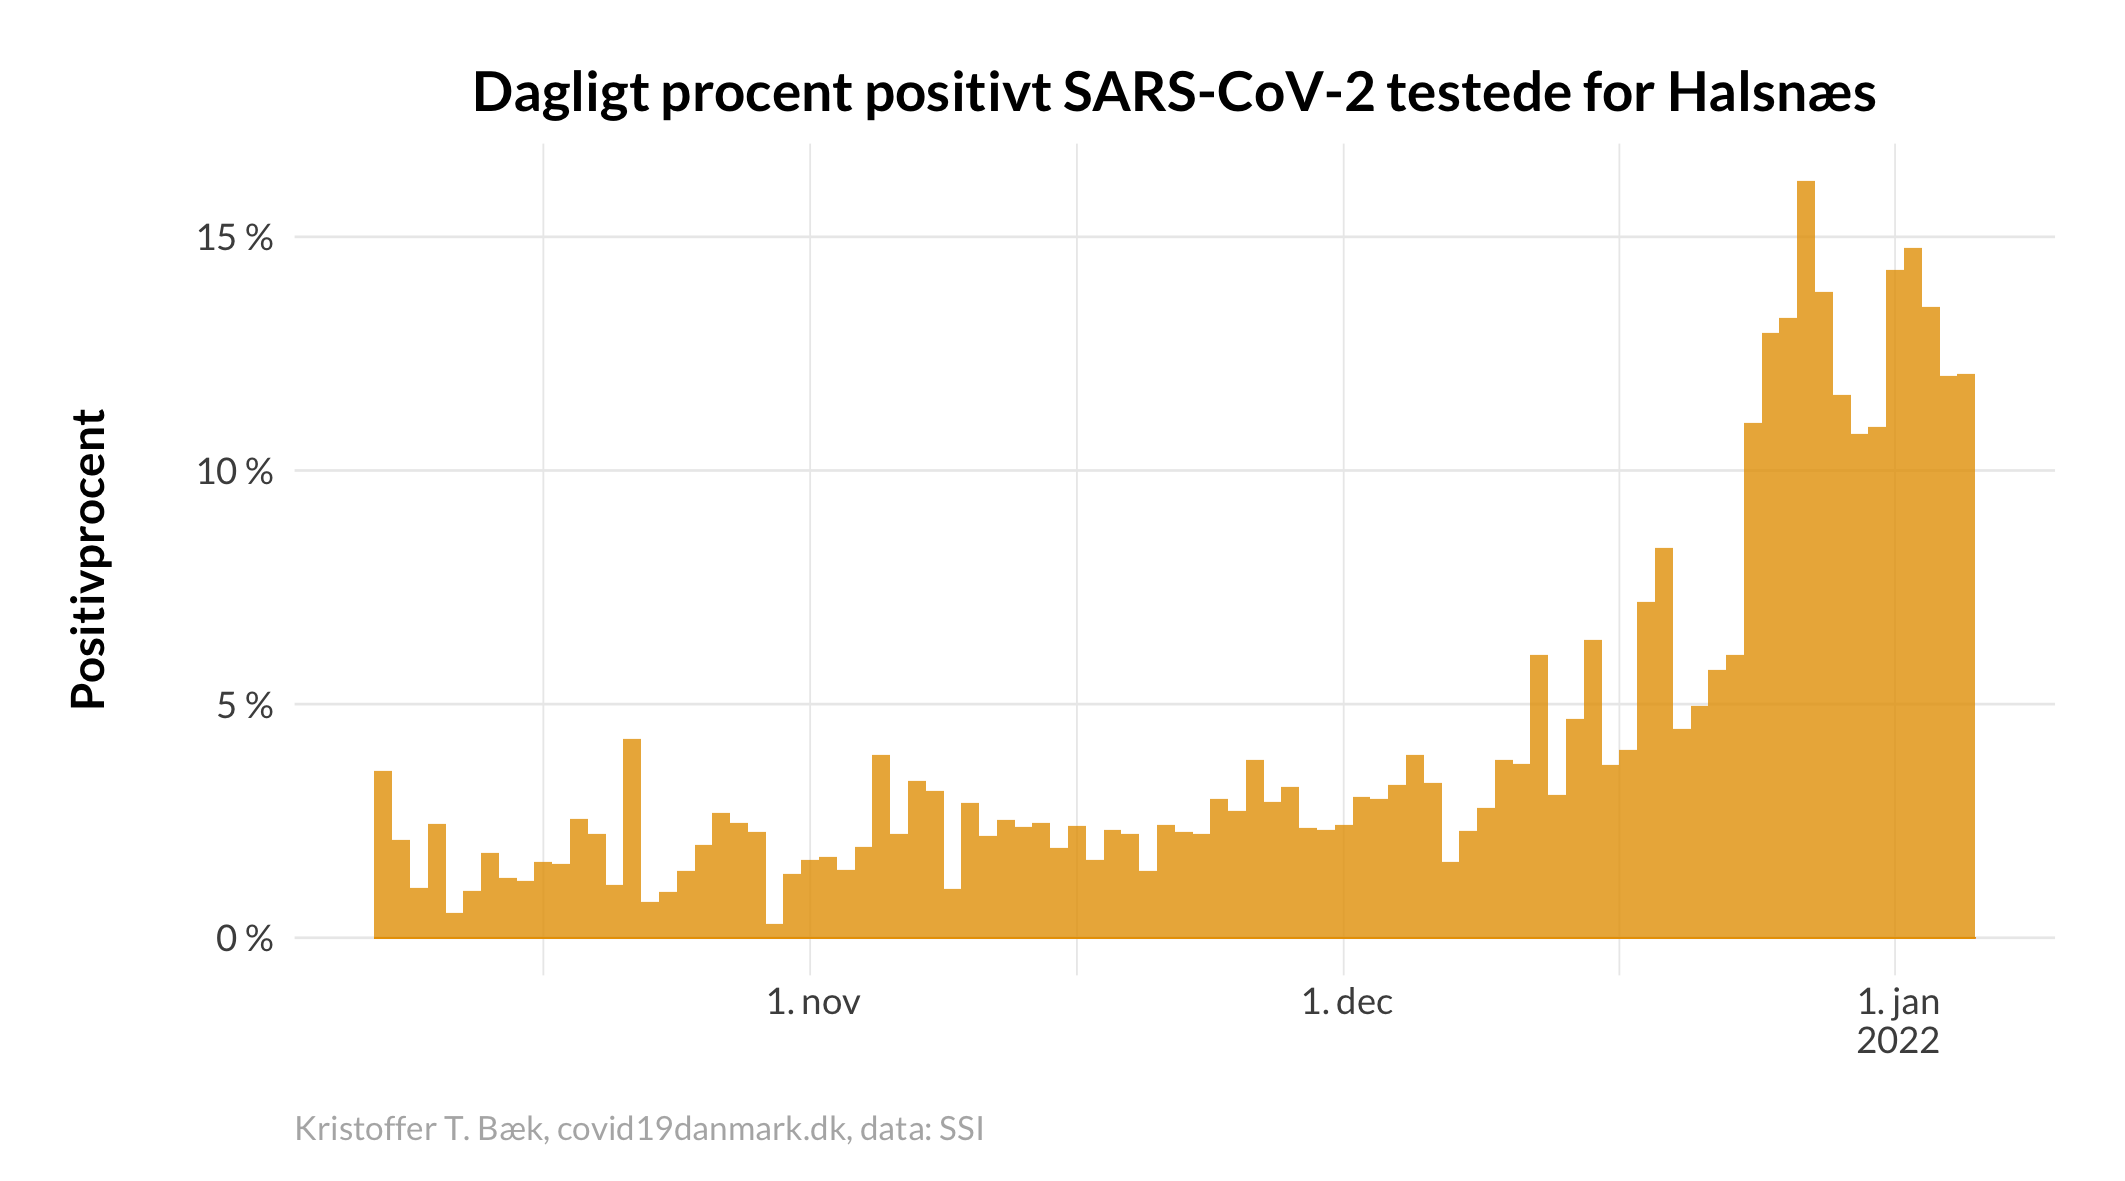 Dagligt procent positivt SARS-CoV-2 testede for Halsnæs
Positivprocent
15 %
10 %
5 %
0 %
1. nov
1. dec
1. jan
2022
Kristoffer T. Bæk, covid19danmark.dk, data: SSI